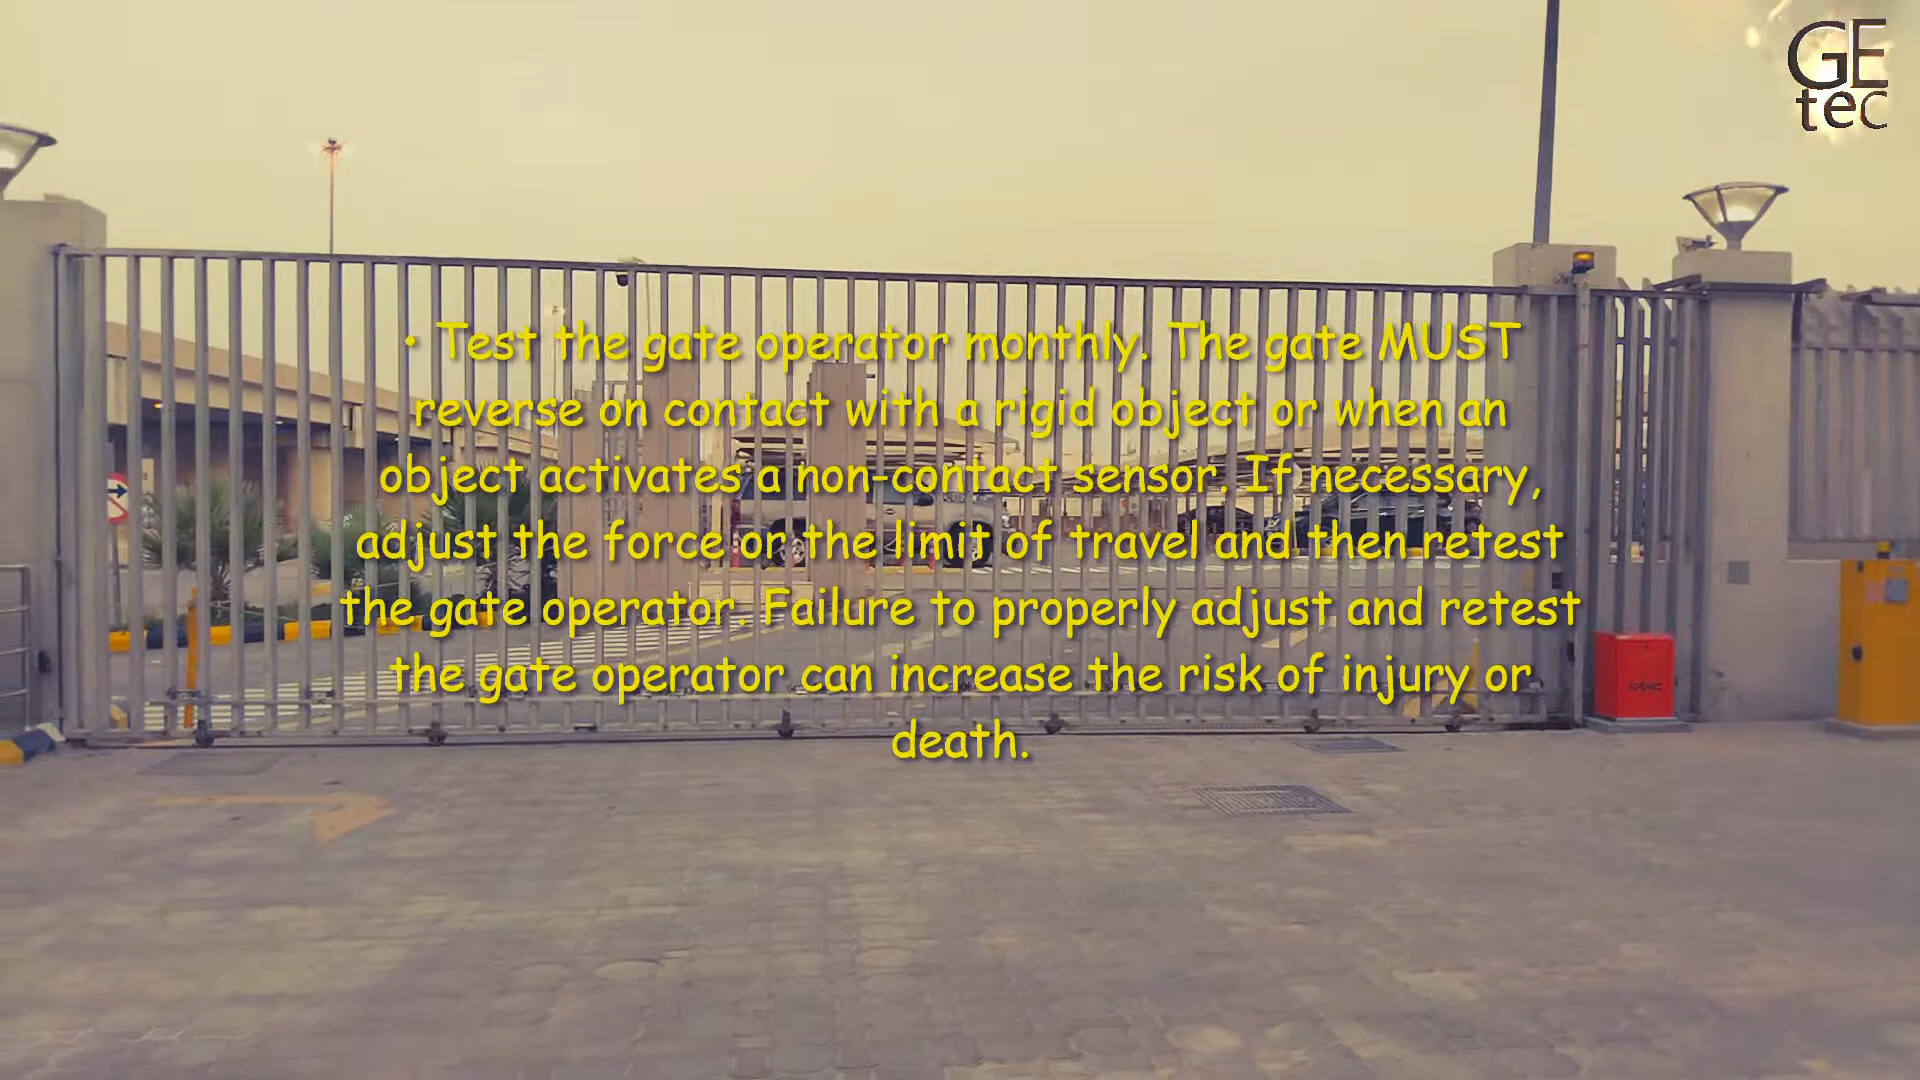 GE
tec
• Test the gate operator monthly. The gate MUST
reverse on contact with a rigid object or when an
object activates a non-contact sensor. If necessary,
adjust the force or the limit of travel and then retest
the gate operator. Failure to properly adjust and retest
the gate operator can increase the risk of injury or
death.